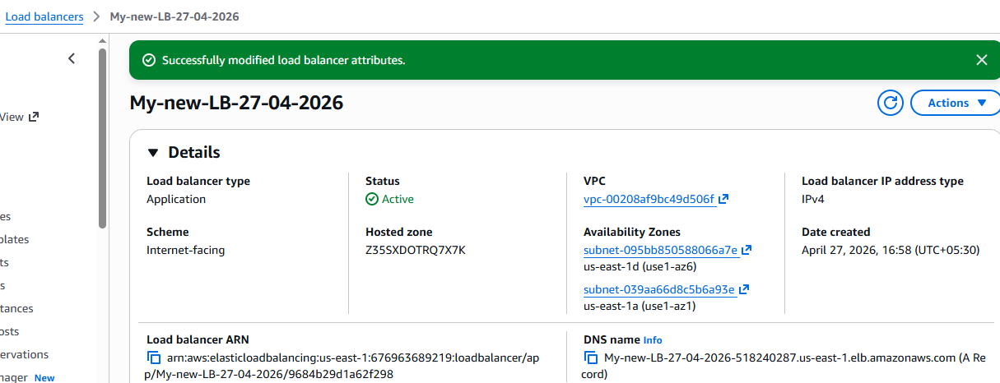 Load balancers > My-new-LB-27-04-2026
Successfully modified load balancer attributes.
View
My-new-LB-27-04-2026
Actions
Details
Load balancer type
Application
Status
Active
VPC
vpc-00208af9bc49d506f
Load balancer IP address type
IPv4
Scheme
Internet-facing
Hosted zone
Z35SXDOTRQ7X7K
Availability Zones
subnet-095bb850588066a7e
us-east-1d (use1-az6)
subnet-039aa66d8c5b6a93e
us-east-1a (use1-az1)
Date created
April 27, 2026, 16:58 (UTC+05:30)
es
plates
ts
s
tances
osts
ervations
nager New
Load balancer ARN
arn:aws:elasticloadbalancing:us-east-1:676963689219:loadbalancer/ap
p/My-new-LB-27-04-2026/9684b29d1a62f298
DNS name Info
My-new-LB-27-04-2026-518240287.us-east-1.elb.amazonaws.com (A Re
cord)